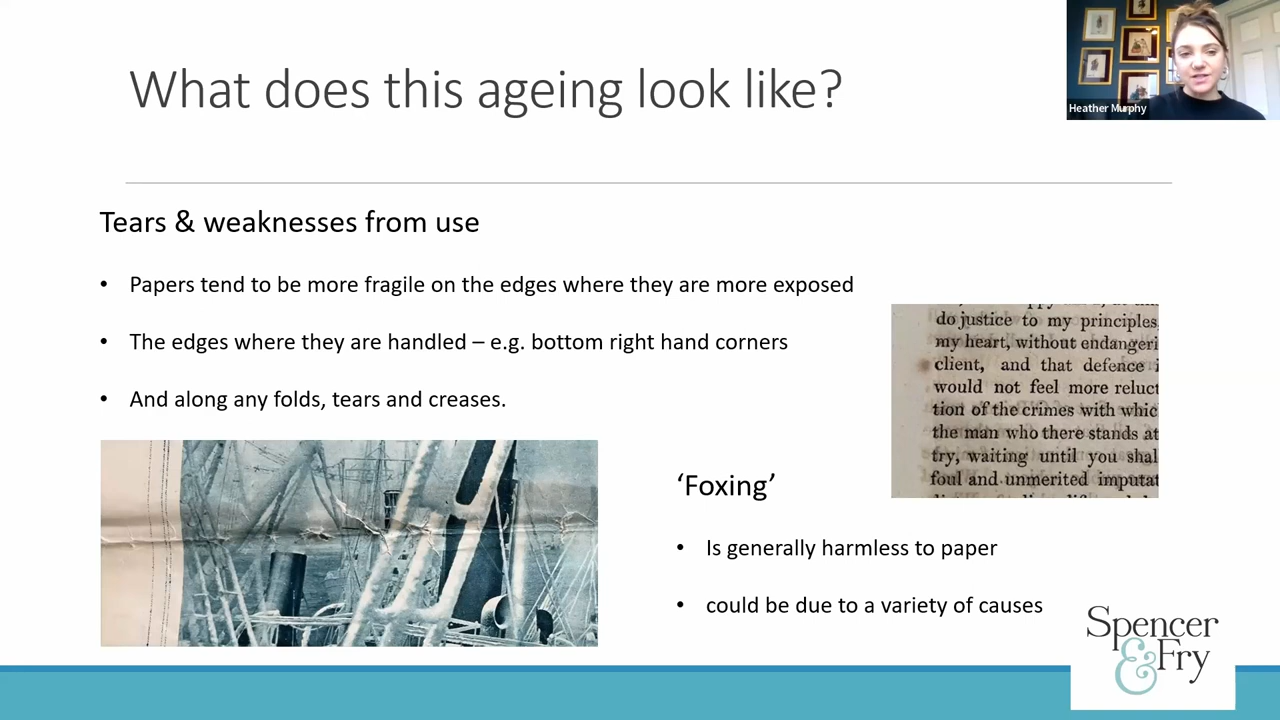 What does this ageing look like?
Heather Murphy
Tears & weaknesses from use
• Papers tend to be more fragile on the edges where they are more exposed
• The edges where they are handled – e.g. bottom right hand corners
• And along any folds, tears and creases.
do justice to my principles,
my heart, without endangeri
client, and that defence i
would not feel more reluct
tion of the crimes with whic
the man who there stands at
fry, waiting until you shal
foul and unmerited imputat
‘Foxing’
• Is generally harmless to paper
• could be due to a variety of causes
Spencer
& Fry